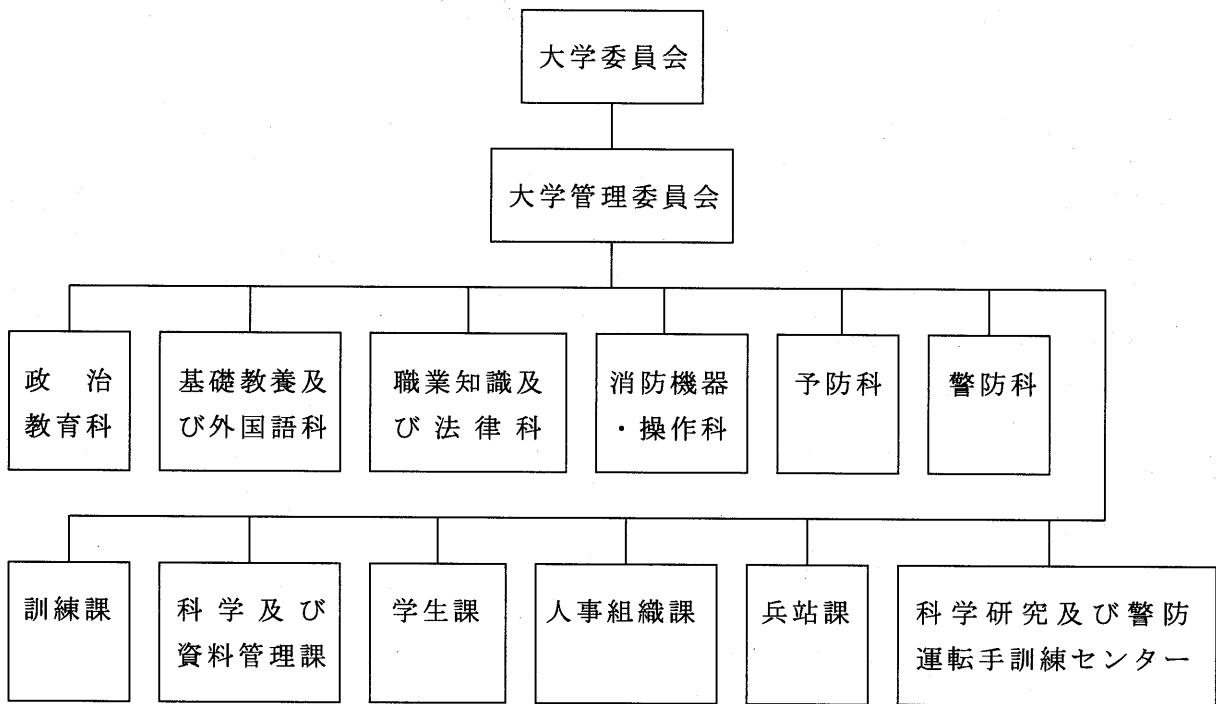 大学委員会
大学管理委員会
政治
教育科
基礎教養及
び外国語科
職業知識及
び法律科
消防機器
・操作科
予防科
警防科
訓練課
科学及び
資料管理課
学生課
人事組織課
兵站課
科学研究及び警防
運転手訓練センター